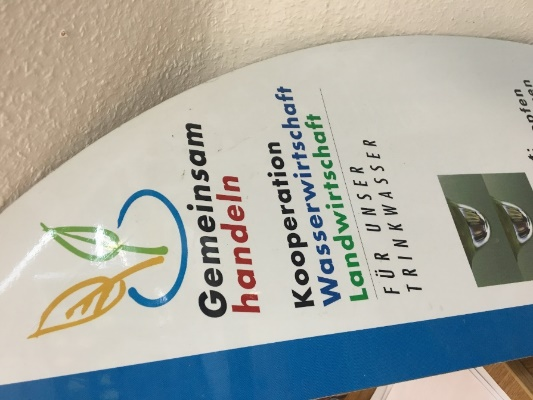 Gemeinsam
handeln
Kooperation
Wasserwirtschaft
Landwirtschaft
FÜR UNSER
TRINKWASSER